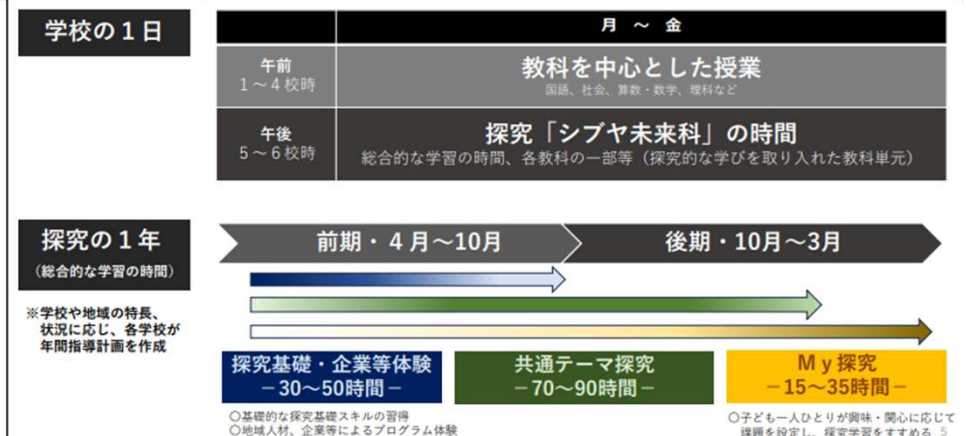 学校の１日
月 ～ 金
午前
1～4校時
教科を中心とした授業
国語、社会、算数・数学、理科など
午後
5～6校時
探究「シブヤ未来科」の時間
総合的な学習の時間、各教科の一部等（探究的な学びを取り入れた教科単元）
探究の１年
（総合的な学習の時間）
※学校や地域の特長、
状況に応じ、各学校が
年間指導計画を作成
前期・４月～10月
後期・10月～3月
探究基礎・企業等体験
－30～50時間－
共通テーマ探究
－70～90時間－
Ｍｙ探究
－15～35時間－
○基礎的な探究基礎スキルの習得
○地域人材、企業等によるプログラム体験
○子ども一人ひとりが興味・関心に応じて
課題を設定し、探究学習をすすめる 5